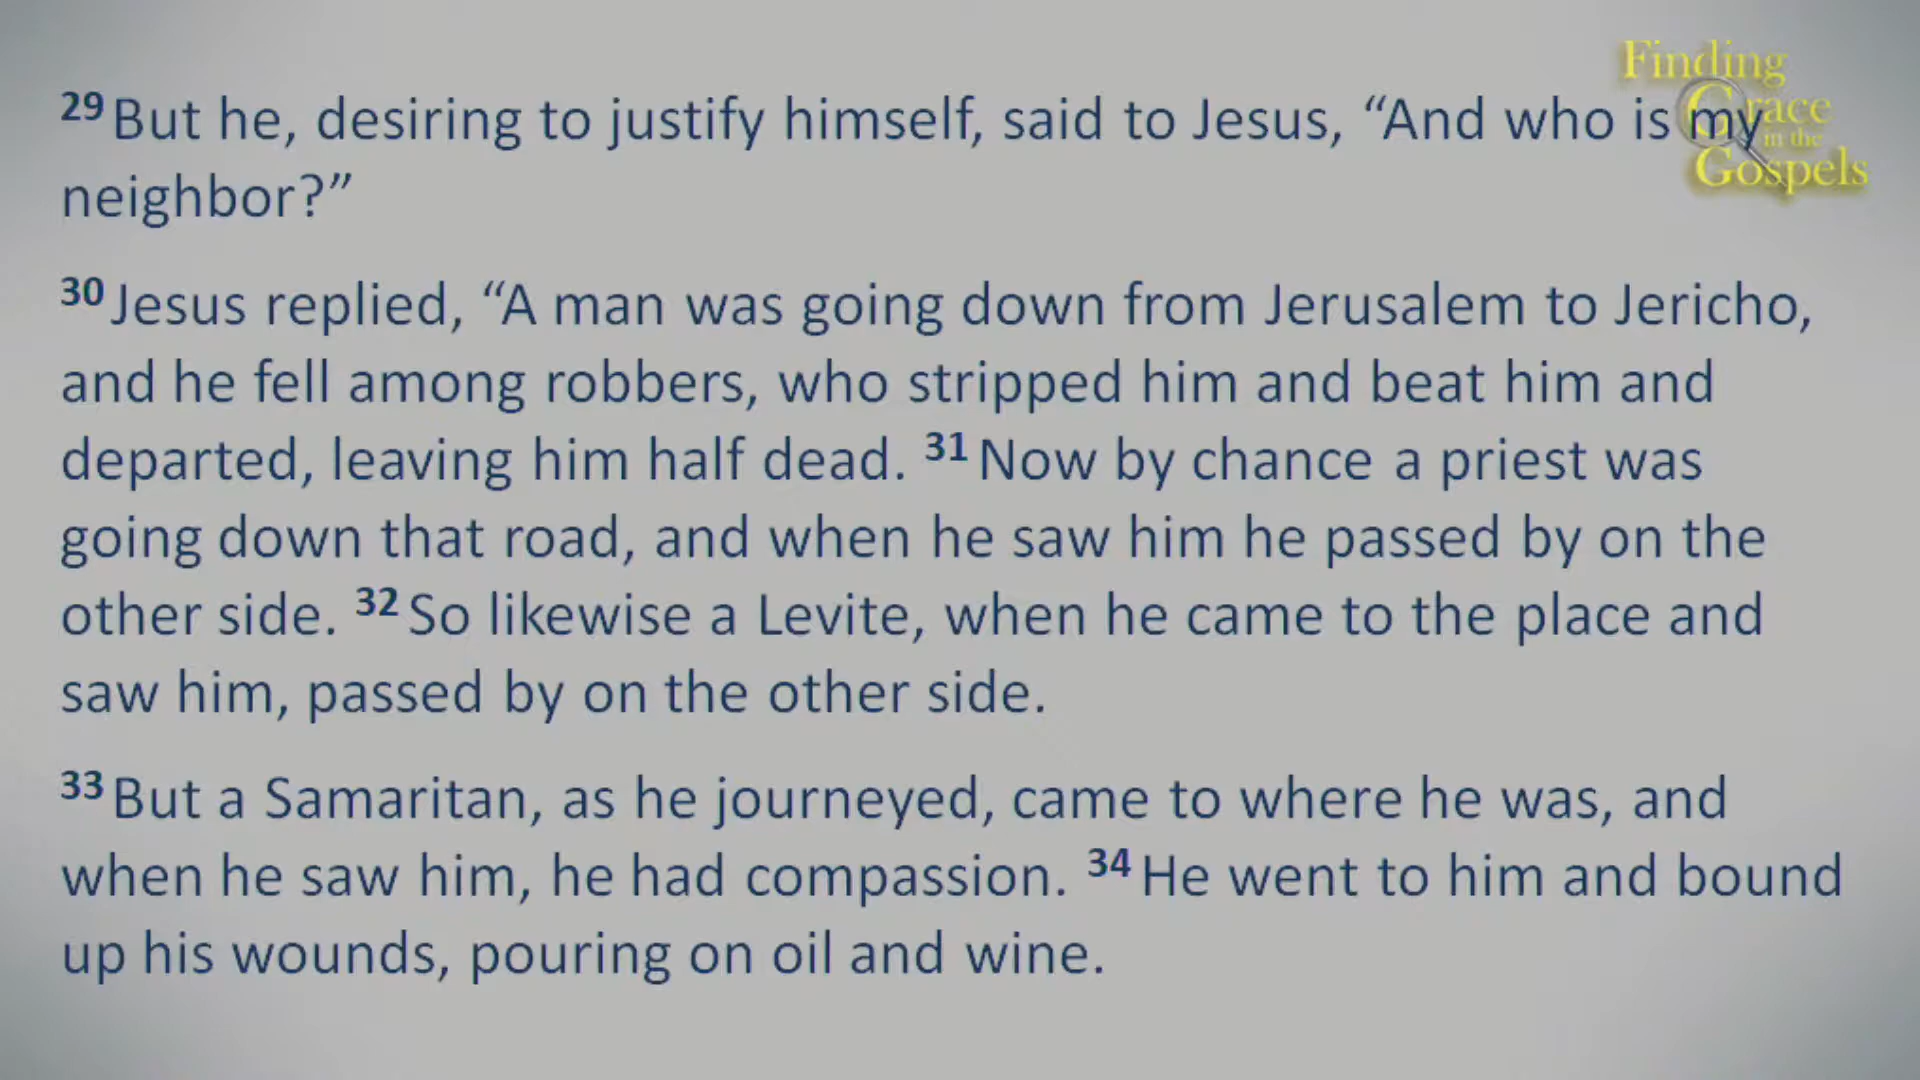 Finding
Grace
in the
Gospels
29 But he, desiring to justify himself, said to Jesus, “And who is my
neighbor?”
30 Jesus replied, “A man was going down from Jerusalem to Jericho,
and he fell among robbers, who stripped him and beat him and
departed, leaving him half dead. 31 Now by chance a priest was
going down that road, and when he saw him he passed by on the
other side. 32 So likewise a Levite, when he came to the place and
saw him, passed by on the other side.
33 But a Samaritan, as he journeyed, came to where he was, and
when he saw him, he had compassion. 34 He went to him and bound
up his wounds, pouring on oil and wine.